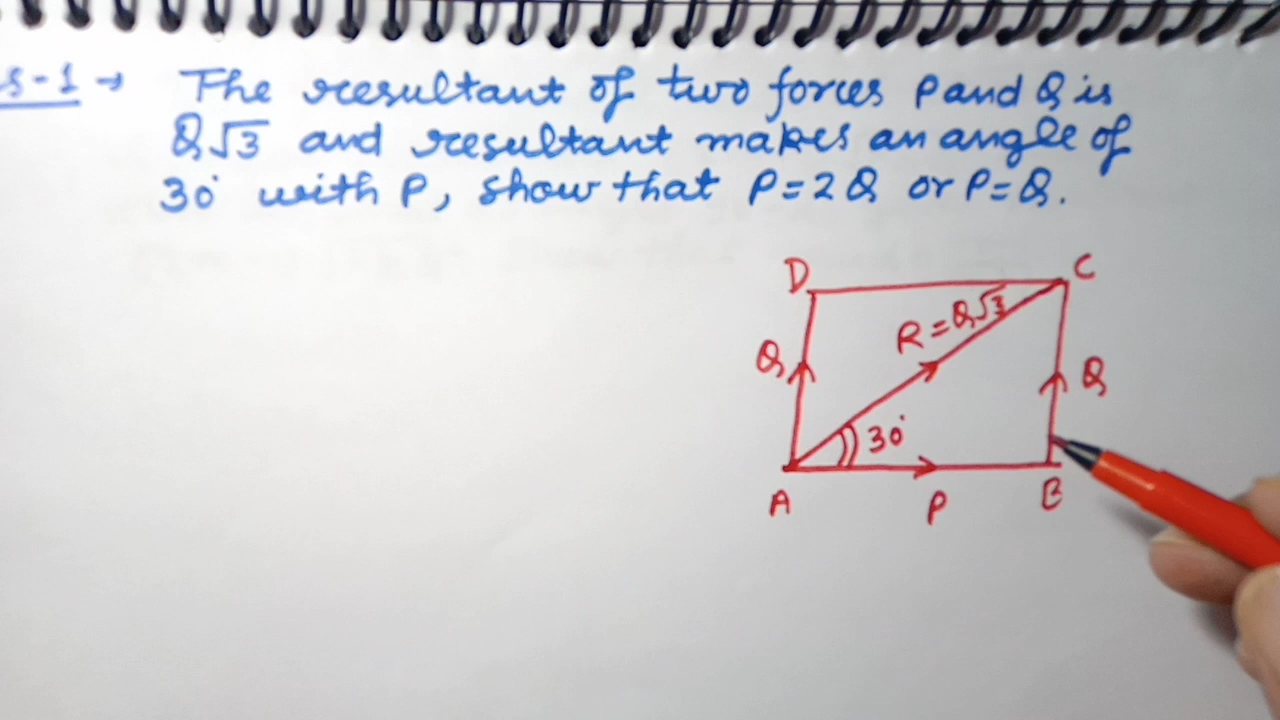 s-1→ The resultant of two forces P and Q is
Q√3 and resultant makes an angle of
30° with P, show that P=2Q or P=Q.
D
C
R=Q√3
Q
Q
30°
A
P
B